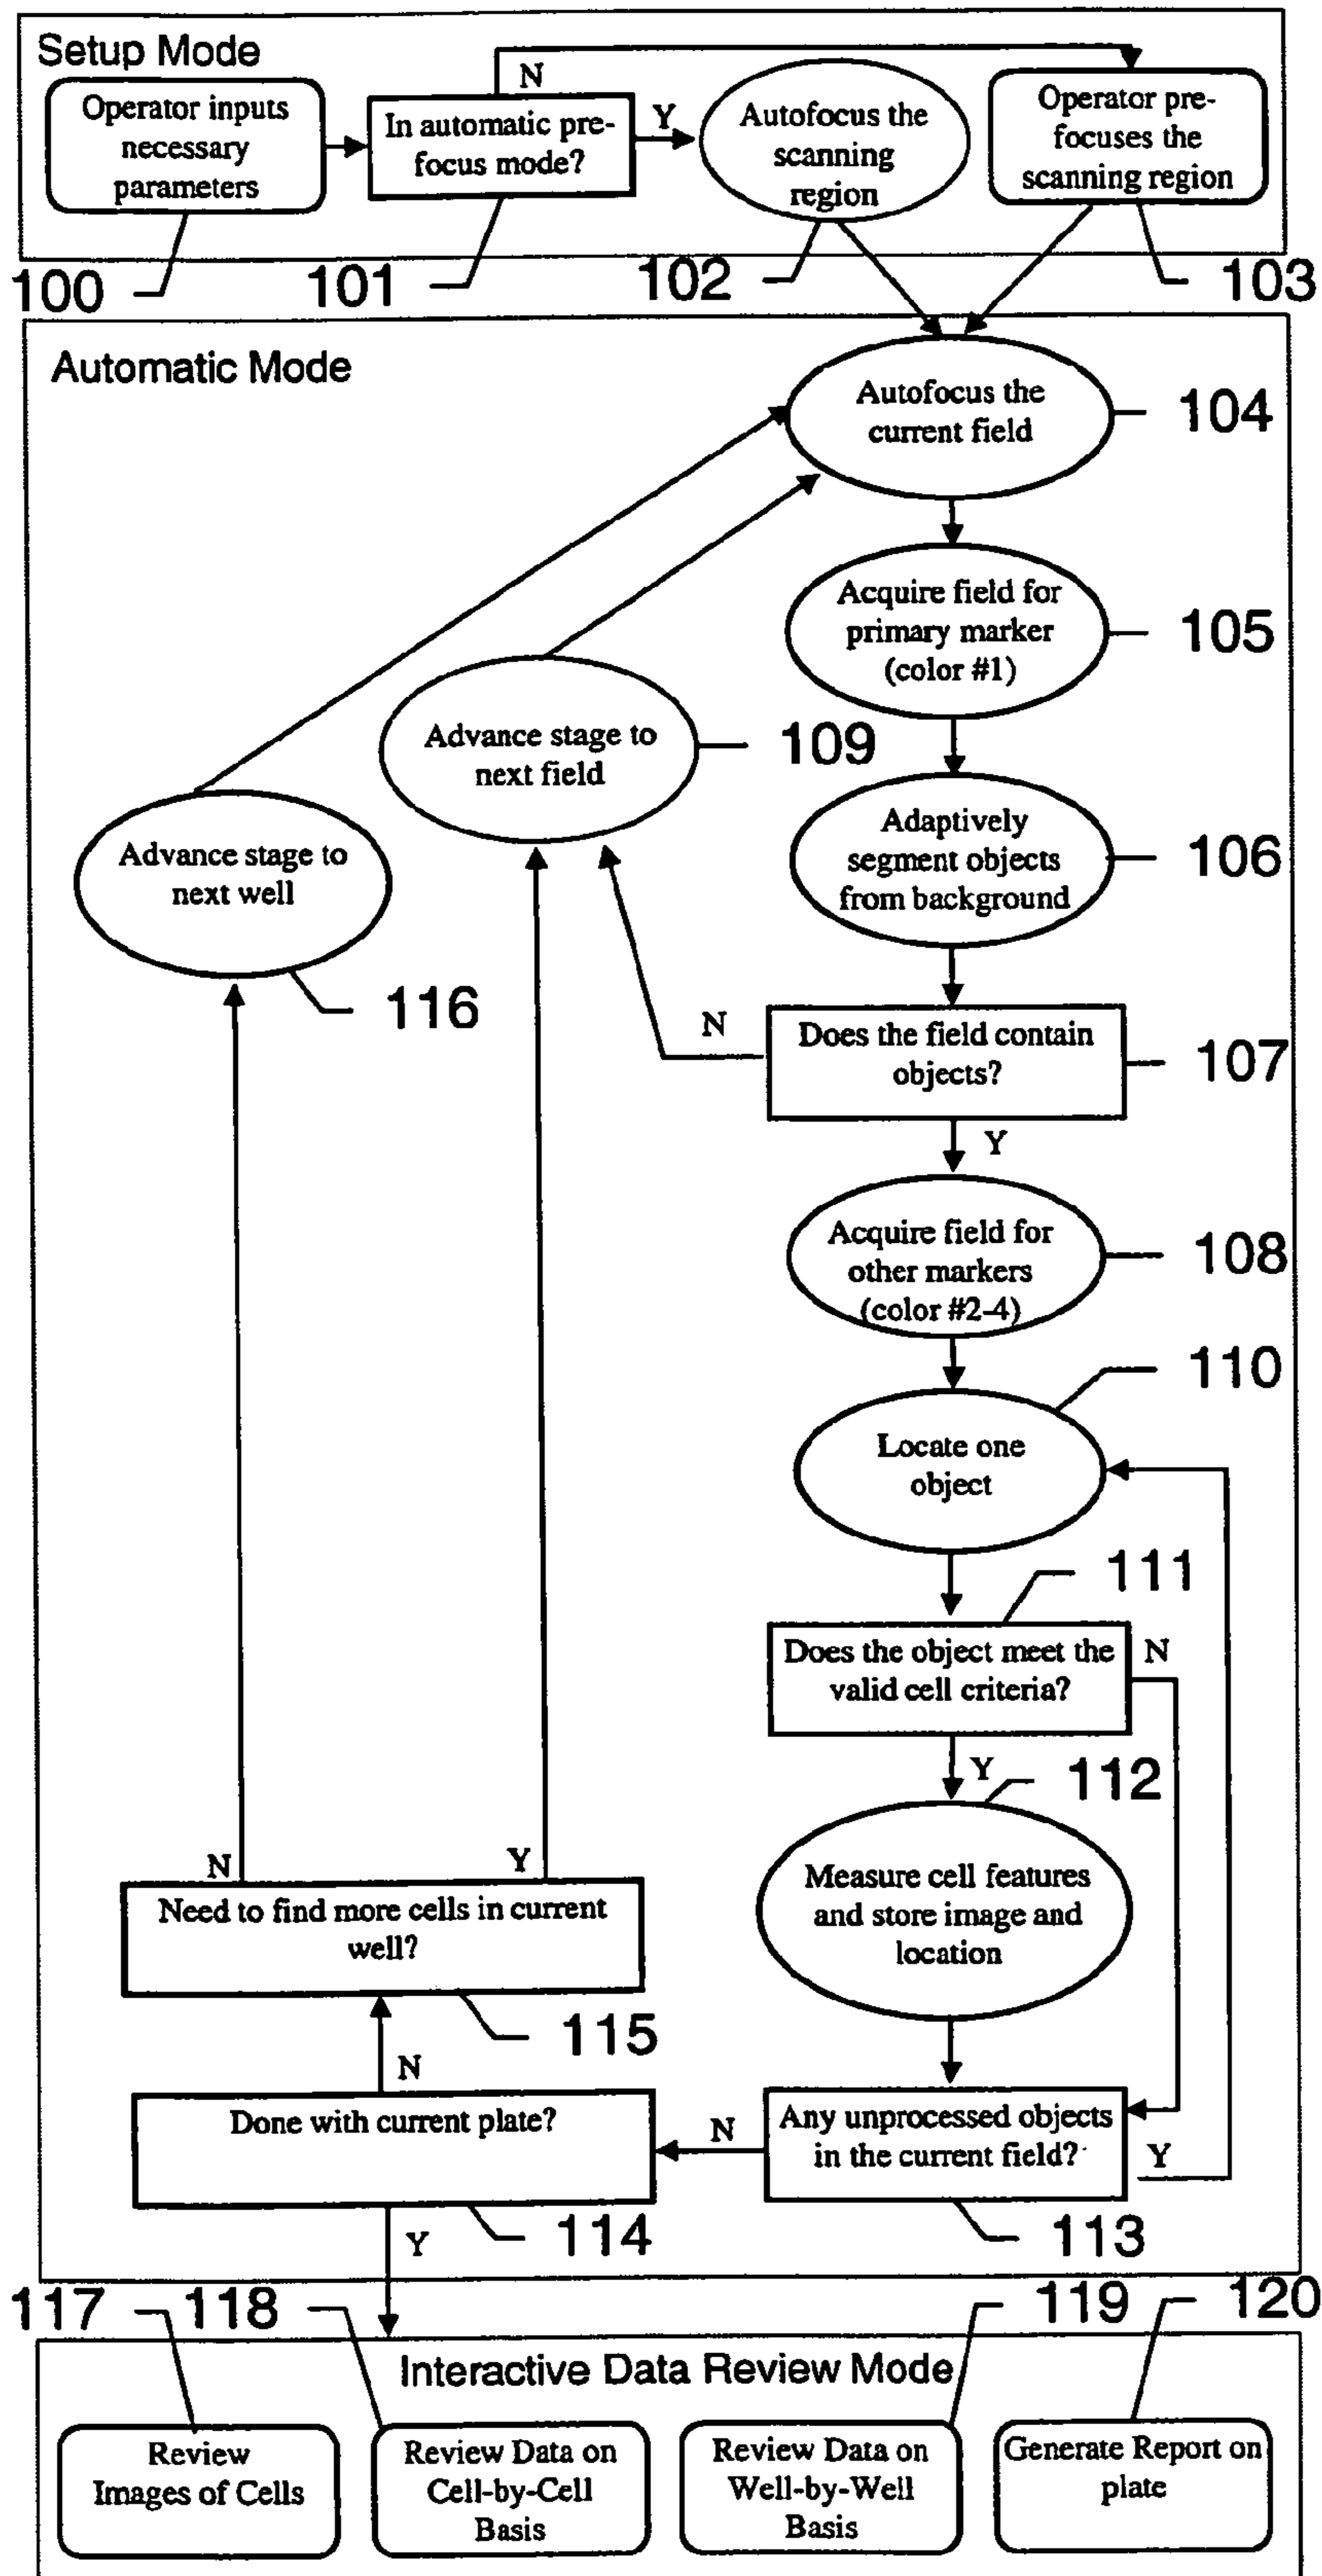 Setup Mode
Operator inputs
necessary
parameters
In automatic pre-
focus mode?
N
Y
Autofocus the
scanning
region
Operator pre-
focuses the
scanning region
100
101
102
103
Automatic Mode
Autofocus the
current field
104
Acquire field for
primary marker
(color #1)
105
Advance stage to
next field
109
Adaptively
segment objects
from background
106
Advance stage to
next well
116
N
Does the field contain
objects?
107
Y
Acquire field for
other markers
(color #2-4)
108
110
Locate one
object
111
Does the object meet the
valid cell criteria?
N
Y
112
Measure cell features
and store image and
location
N
Y
Need to find more cells in current
well?
115
N
Done with current plate?
N
Any unprocessed objects
in the current field?
Y
114
Y
113
117
118
119
120
Interactive Data Review Mode
Review
Images of Cells
Review Data on
Cell-by-Cell
Basis
Review Data on
Well-by-Well
Basis
Generate Report on
plate